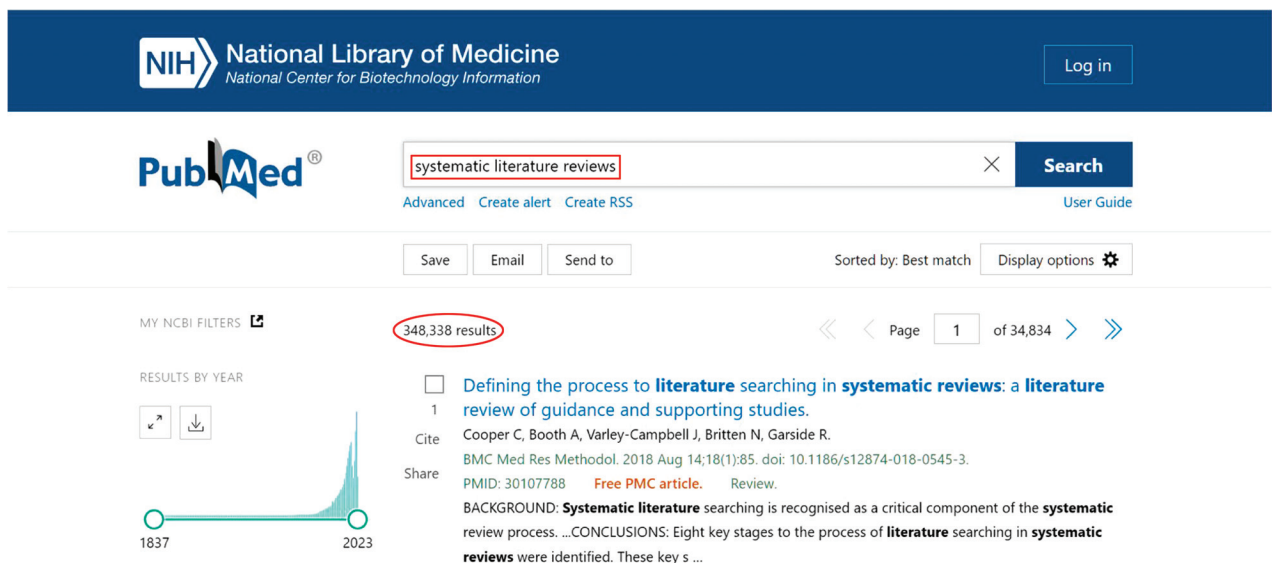 NIH National Library of Medicine
National Center for Biotechnology Information
Log in
PubMed®
systematic literature reviews
Search
Advanced Create alert Create RSS
User Guide
Save Email Send to
Sorted by: Best match Display options
MY NCBI FILTERS
348,338 results
Page 1 of 34,834
RESULTS BY YEAR
1837 2023
1
Cite
Share
Defining the process to literature searching in systematic reviews: a literature
review of guidance and supporting studies.
Cooper C, Booth A, Varley-Campbell J, Britten N, Garside R.
BMC Med Res Methodol. 2018 Aug 14;18(1):85. doi: 10.1186/s12874-018-0545-3.
PMID: 30107788 Free PMC article. Review.
BACKGROUND: Systematic literature searching is recognised as a critical component of the systematic
review process. ...CONCLUSIONS: Eight key stages to the process of literature searching in systematic
reviews were identified. These key s ...